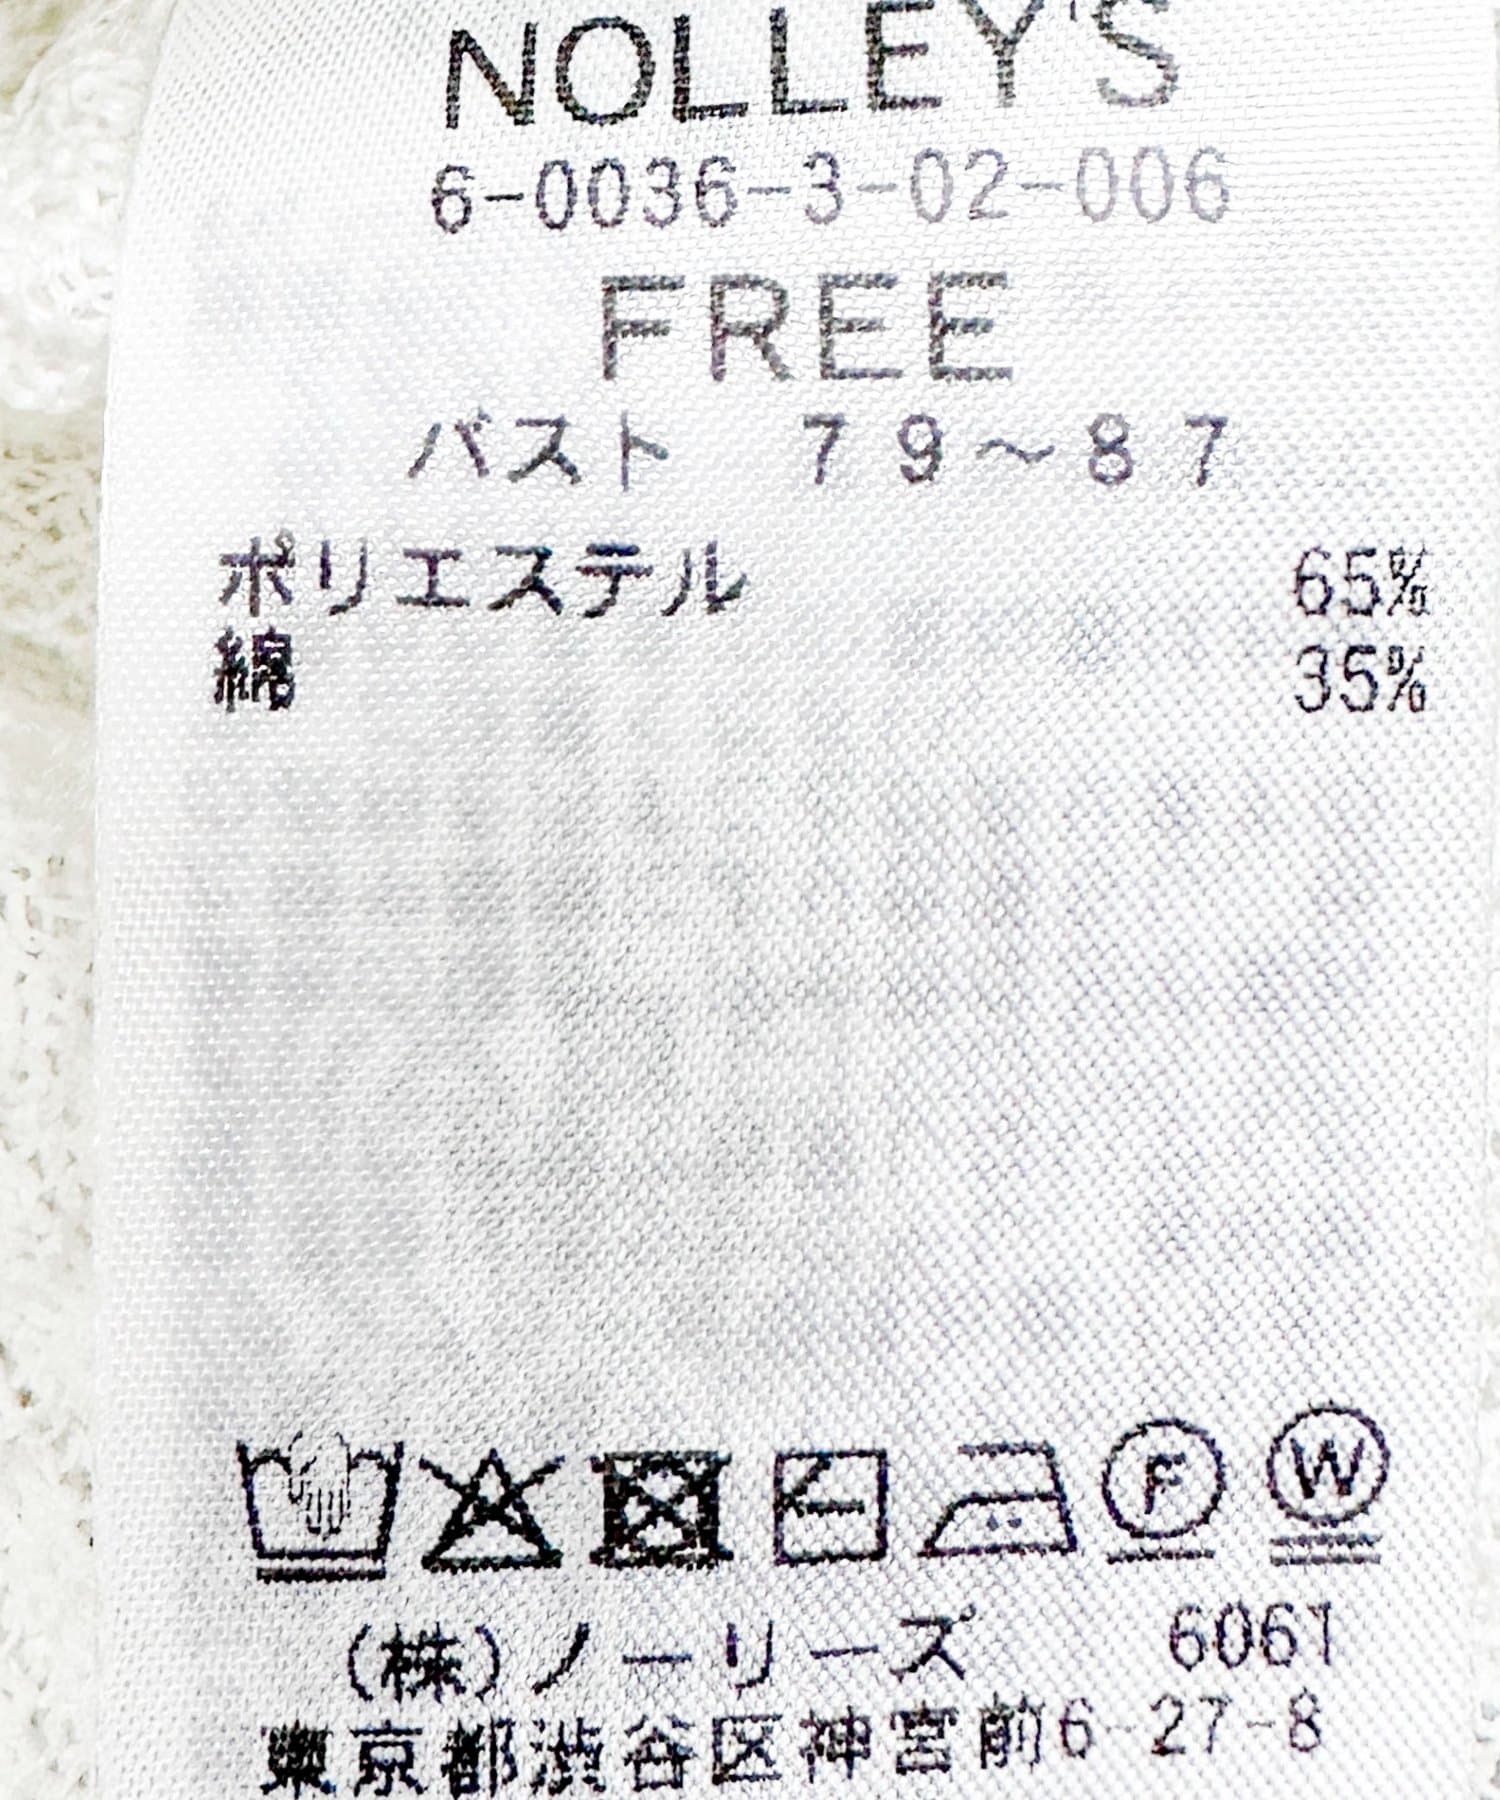 NOLLEY'S
6-0036-3-02-006
FREE
バスト 79〜87
ポリエステル 65%
綿 35%
F W
(株)ノーリーズ 6061
東京都渋谷区神宮前6-27-8